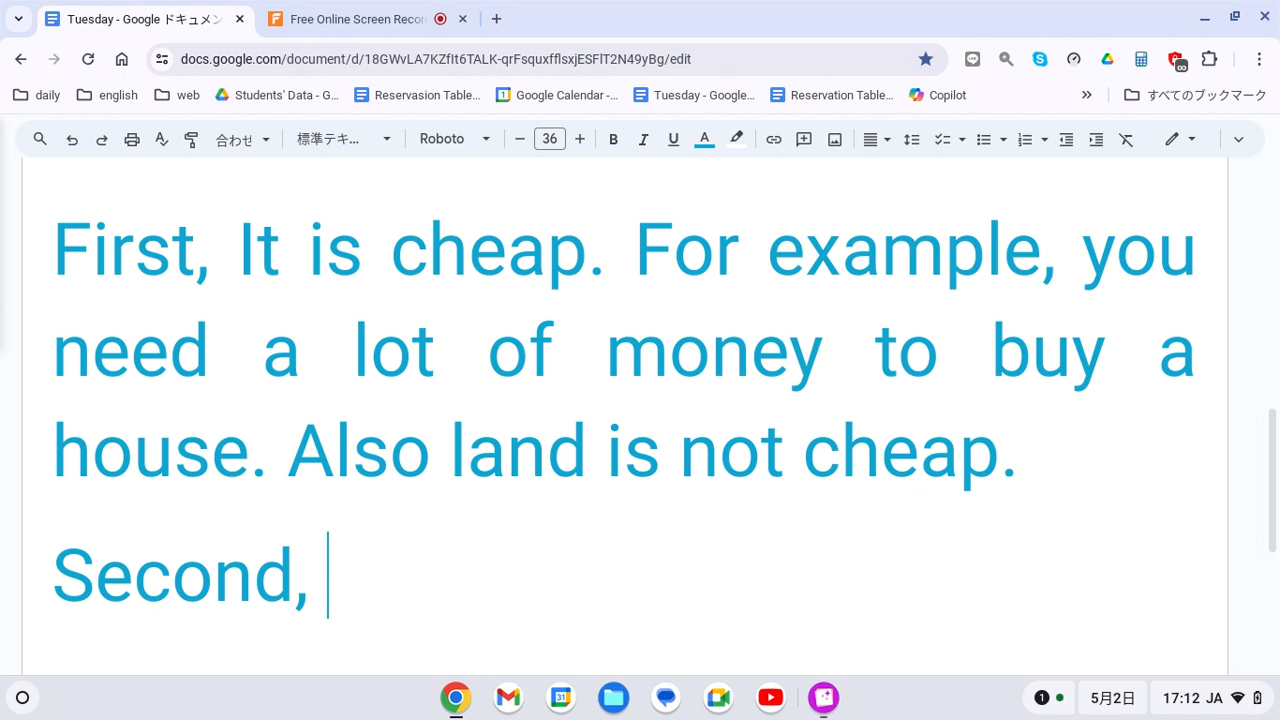 Tuesday - Google ドキュメン
Free Online Screen Recor
docs.google.com/document/d/18GWvLA7KZfIt6TALK-qrFsquxfflsxjESFlT2N49yBg/edit
daily
english
web
Students' Data - G...
Reservasion Table...
Google Calendar -...
Tuesday - Google...
Reservation Table...
Copilot
すべてのブックマーク
合わせ
標準テキ...
Roboto
36
B
I
U
A
First, It is cheap. For example, you
need a lot of money to buy a
house. Also land is not cheap.
Second,
31
1
5月2日
17:12 JA